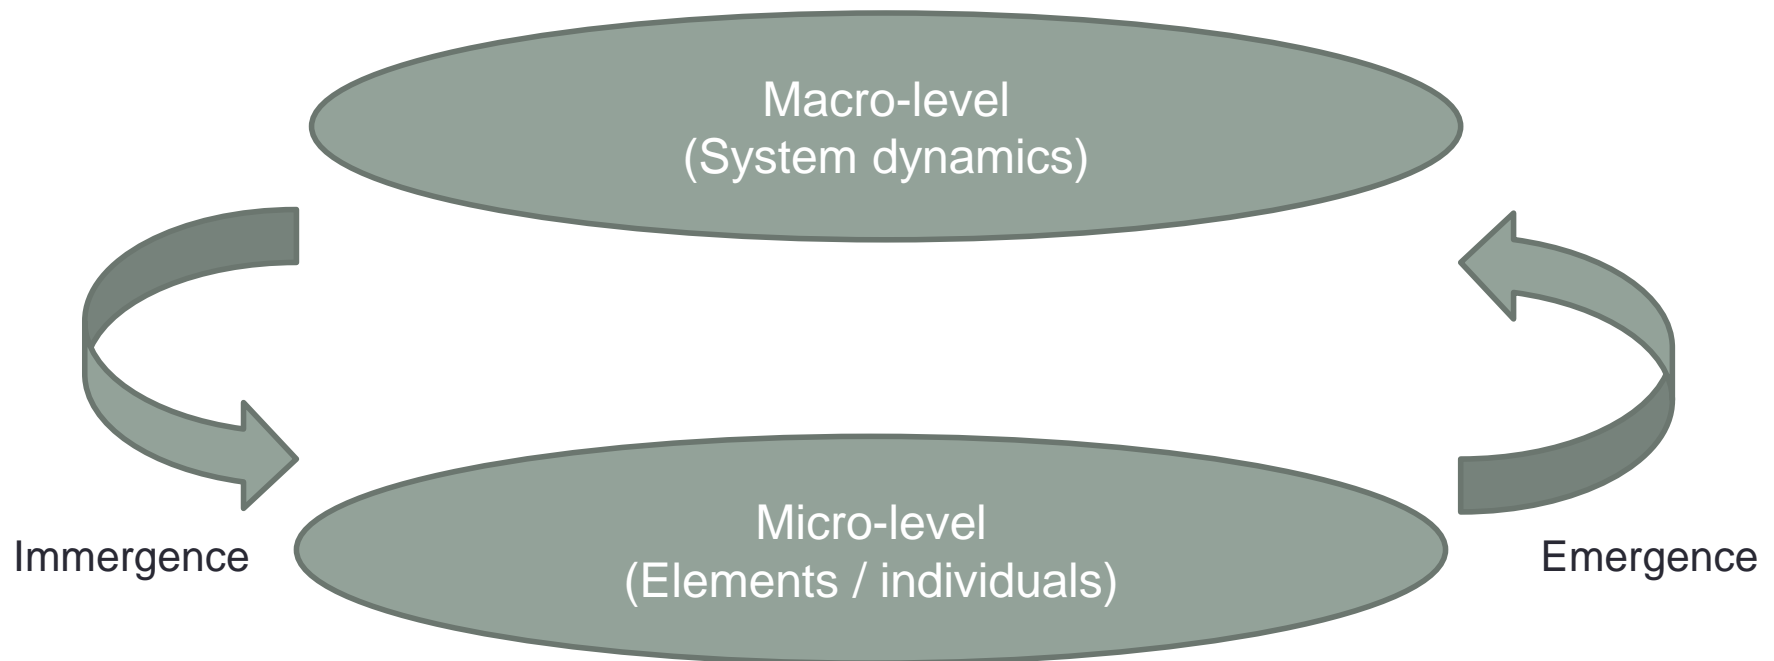 Macro-level
(System dynamics)
Micro-level
(Elements / individuals)
Immergence
Emergence